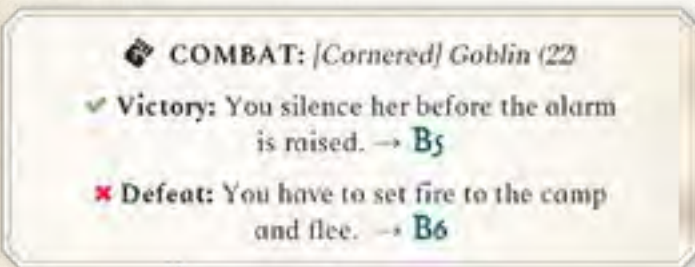 COMBAT: [Cornered] Goblin (22)
Victory: You silence her before the alarm
is raised. → B5
Defeat: You have to set fire to the camp
and flee. → B6